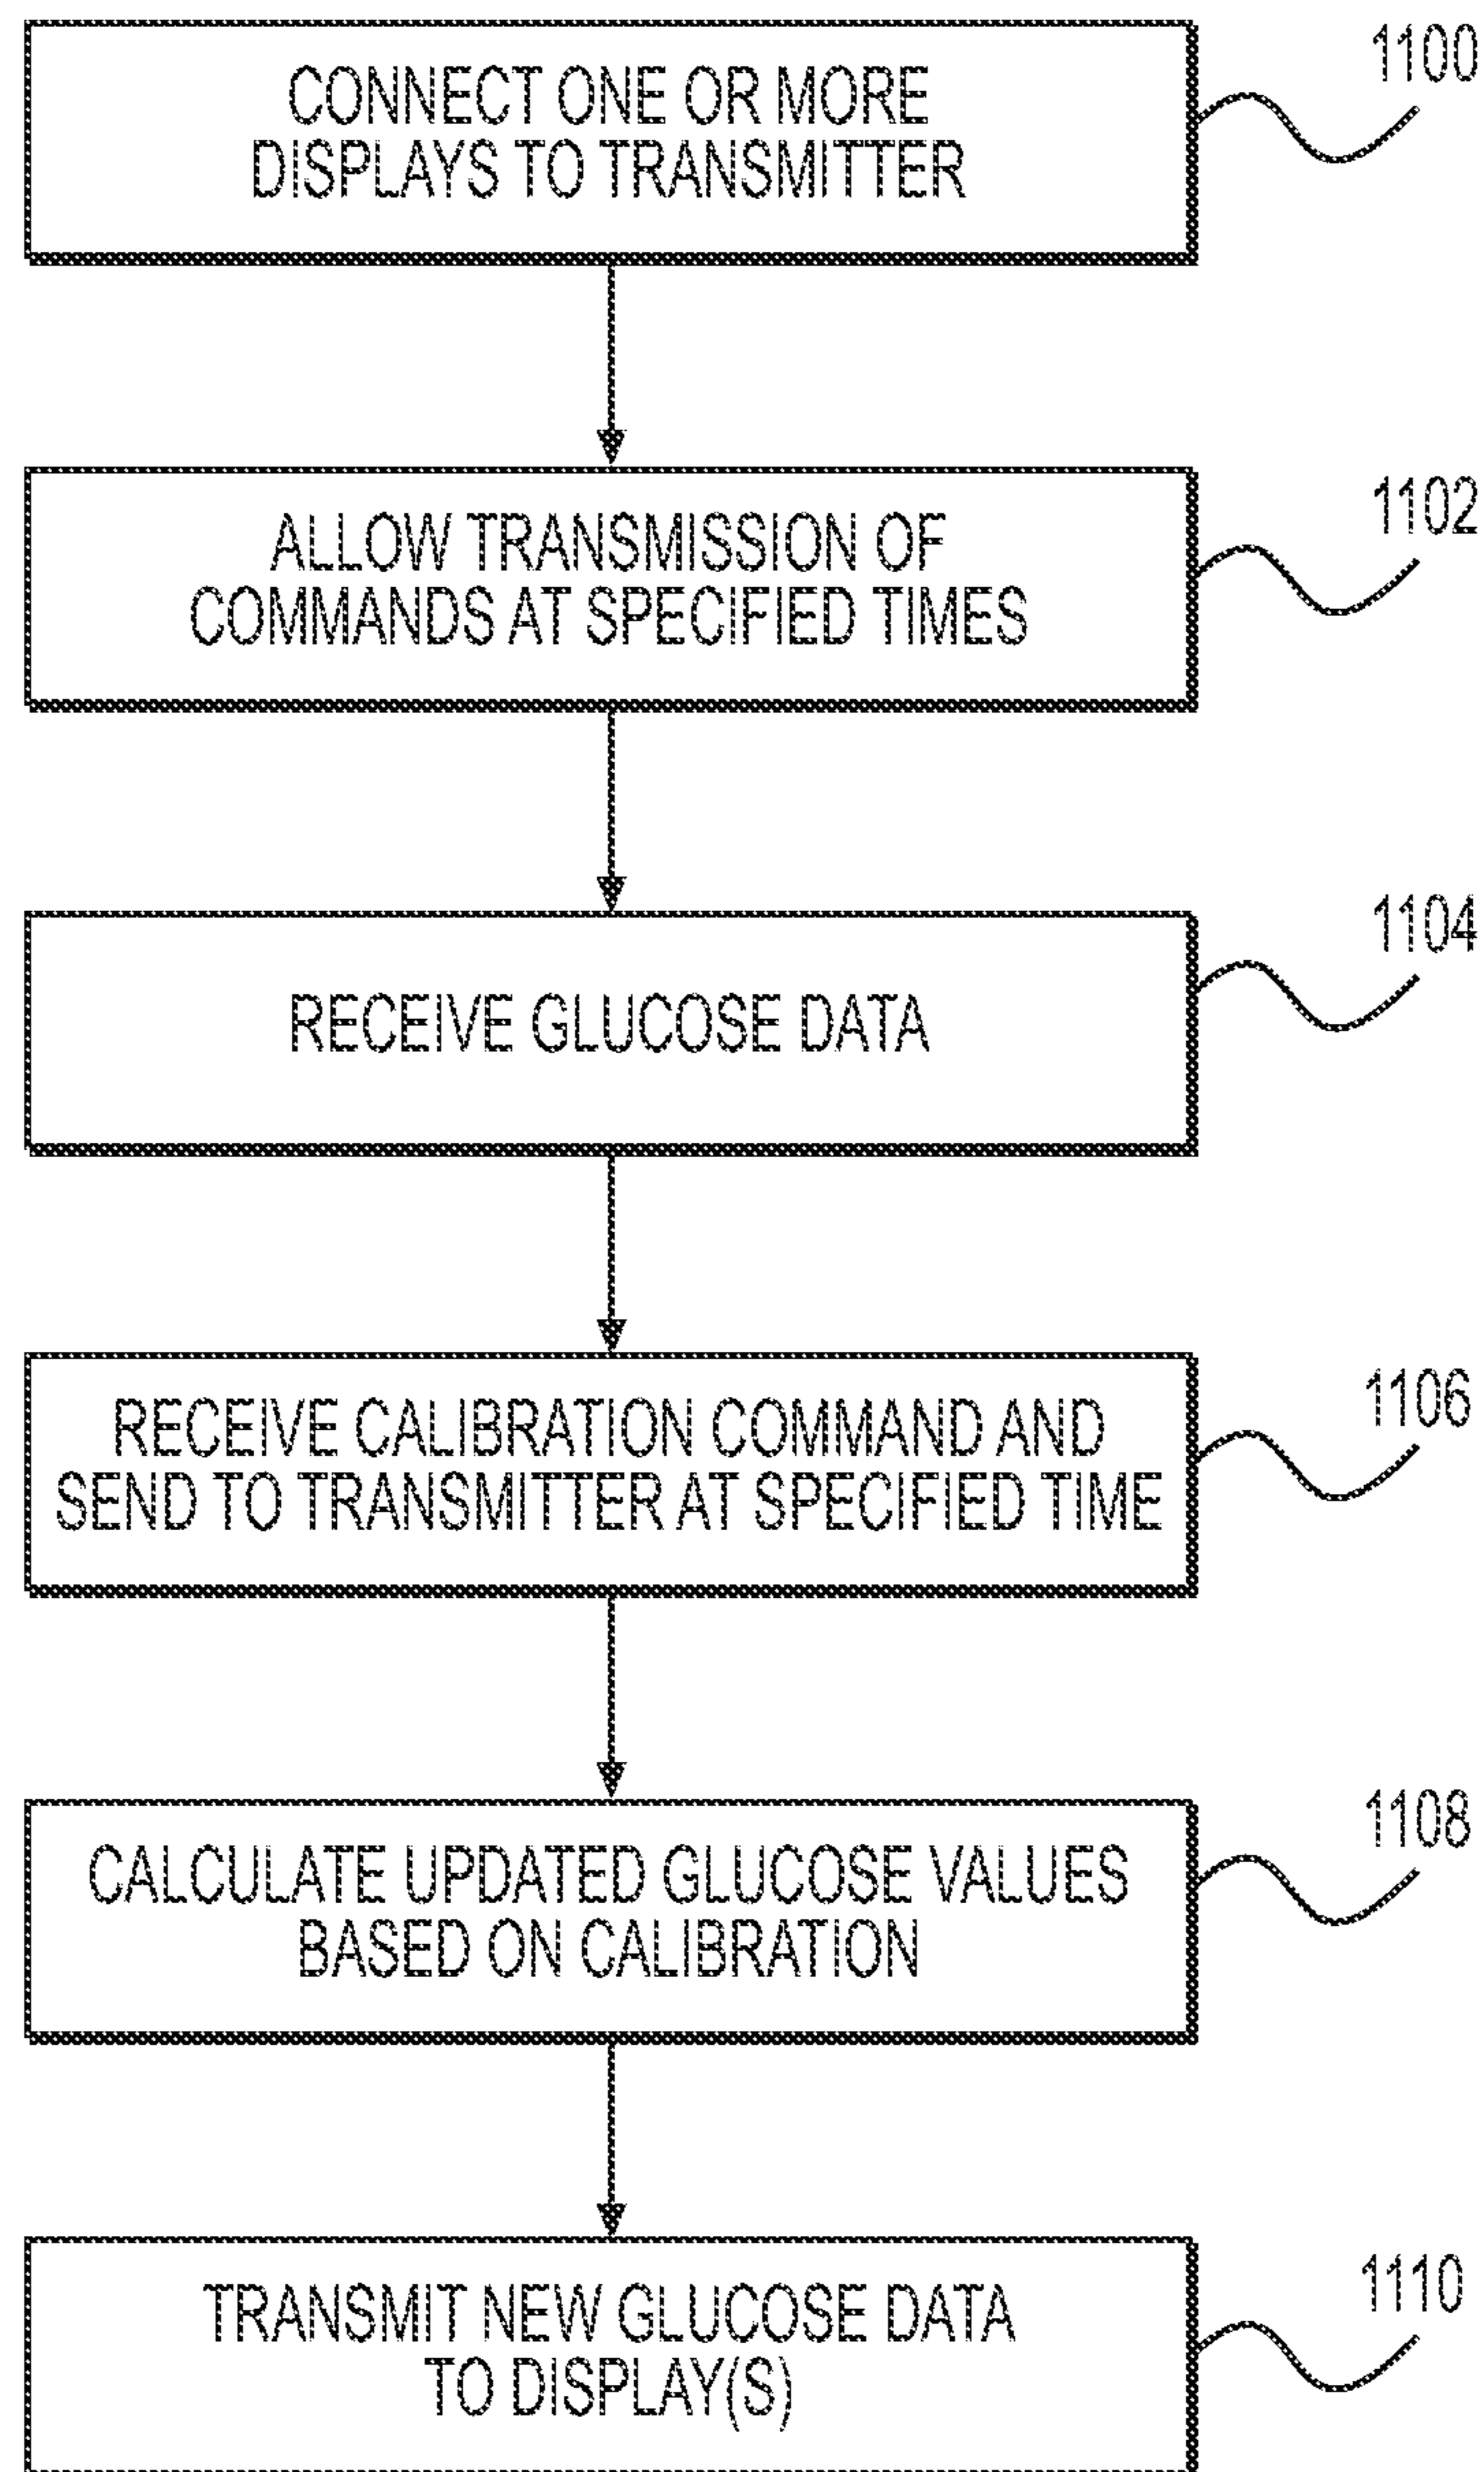 CONNECT ONE OR MORE
DISPLAYS TO TRANSMITTER
1100
ALLOW TRANSMISSION OF
COMMANDS AT SPECIFIED TIMES
1102
RECEIVE GLUCOSE DATA
1104
RECEIVE CALIBRATION COMMAND AND
SEND TO TRANSMITTER AT SPECIFIED TIME
1106
CALCULATE UPDATED GLUCOSE VALUES
BASED ON CALIBRATION
1108
TRANSMIT NEW GLUCOSE DATA
TO DISPLAY(S)
1110